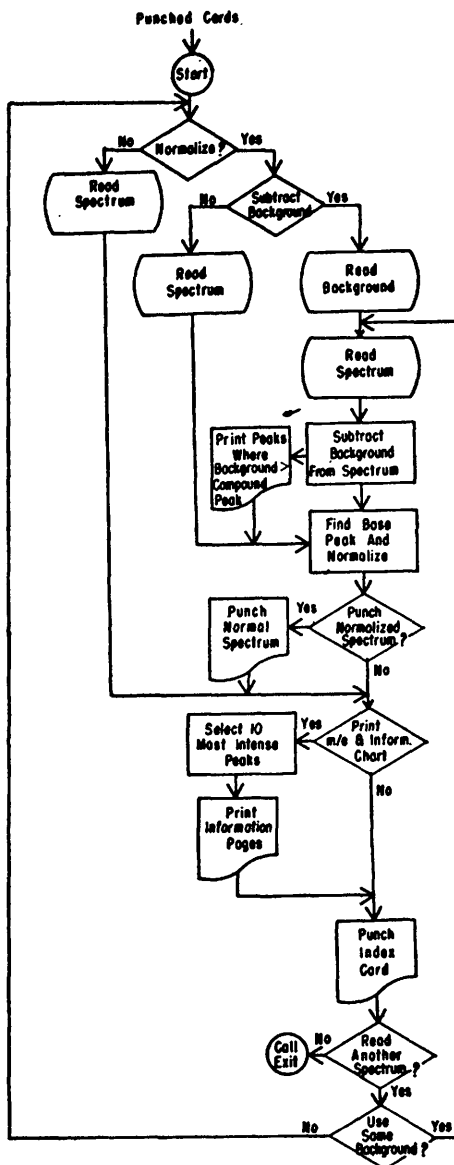 Punched Cards
Start
No
Normalize?
Yes
Read
Spectrum
No
Subtract
Background
Yes
Read
Spectrum
Read
Background
Read
Spectrum
Print Peaks
Where
Background >
Compound
Peak
Subtract
Background
From Spectrum
Find Base
Peak And
Normalize
Punch
Normal
Spectrum
Yes
Punch
Normalized
Spectrum?
No
Select 10
Most Intense
Peaks
Yes
Print
m/e & Inform.
Chart
No
Print
Information
Pages
Punch
Index
Card
Call
Exit
No
Read
Another
Spectrum?
Yes
No
Use
Same
Background?
Yes